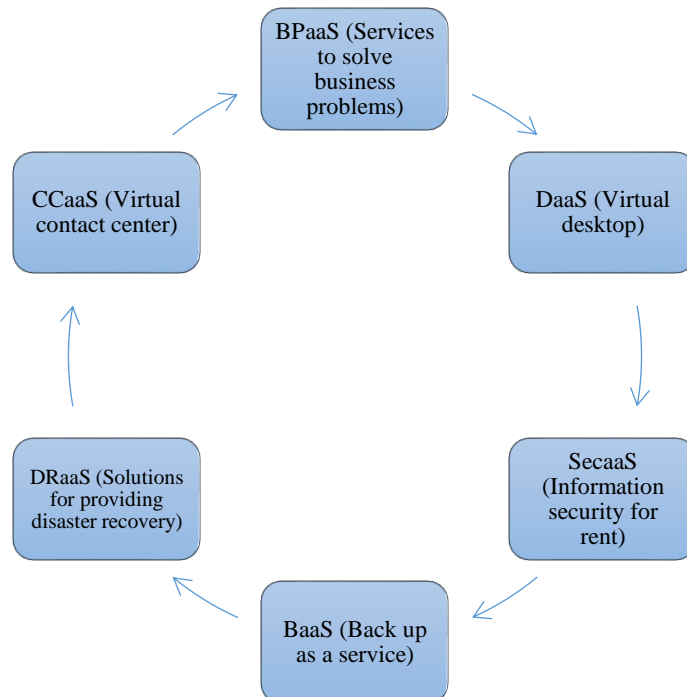 BPaaS (Services
to solve
business
problems)
DaaS (Virtual
desktop)
SecaaS
(Information
security for
rent)
BaaS (Back up
as a service)
DRaaS (Solutions
for providing
disaster recovery)
CCaaS (Virtual
contact center)